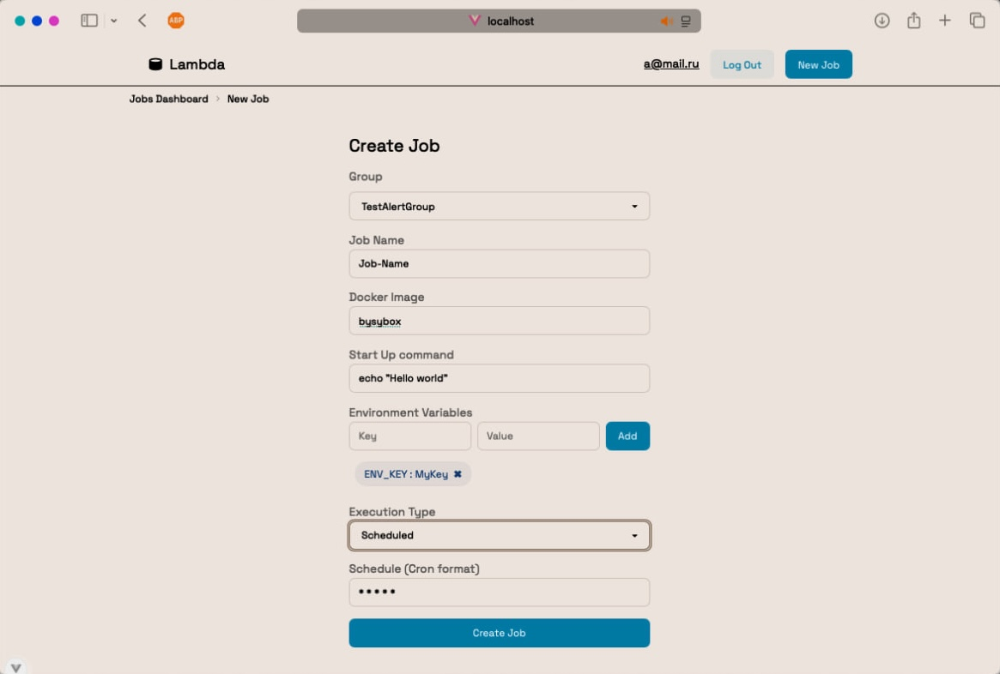 ABP
localhost
Lambda
a@mail.ru
Log Out
New Job
Jobs Dashboard > New Job
Create Job
Group
TestAlertGroup
Job Name
Job-Name
Docker Image
bysybox
Start Up command
echo "Hello world"
Environment Variables
Key
Value
Add
ENV_KEY : MyKey ✖
Execution Type
Scheduled
Schedule (Cron format)
* * * * *
Create Job